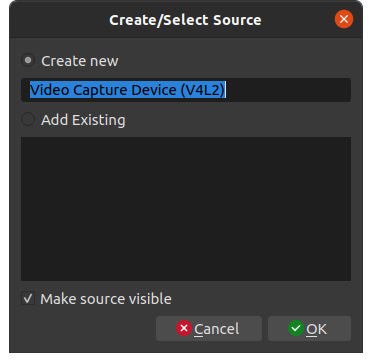 Create/Select Source
Create new
Video Capture Device (V4L2)
Add Existing
Make source visible
Cancel
OK